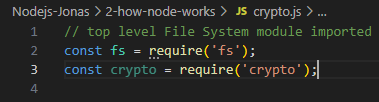 Nodejs-Jonas > 2-how-node-works > JS crypto.js > ...
1 // top level File System module imported
2 const fs = require('fs');
3 const crypto = require('crypto');